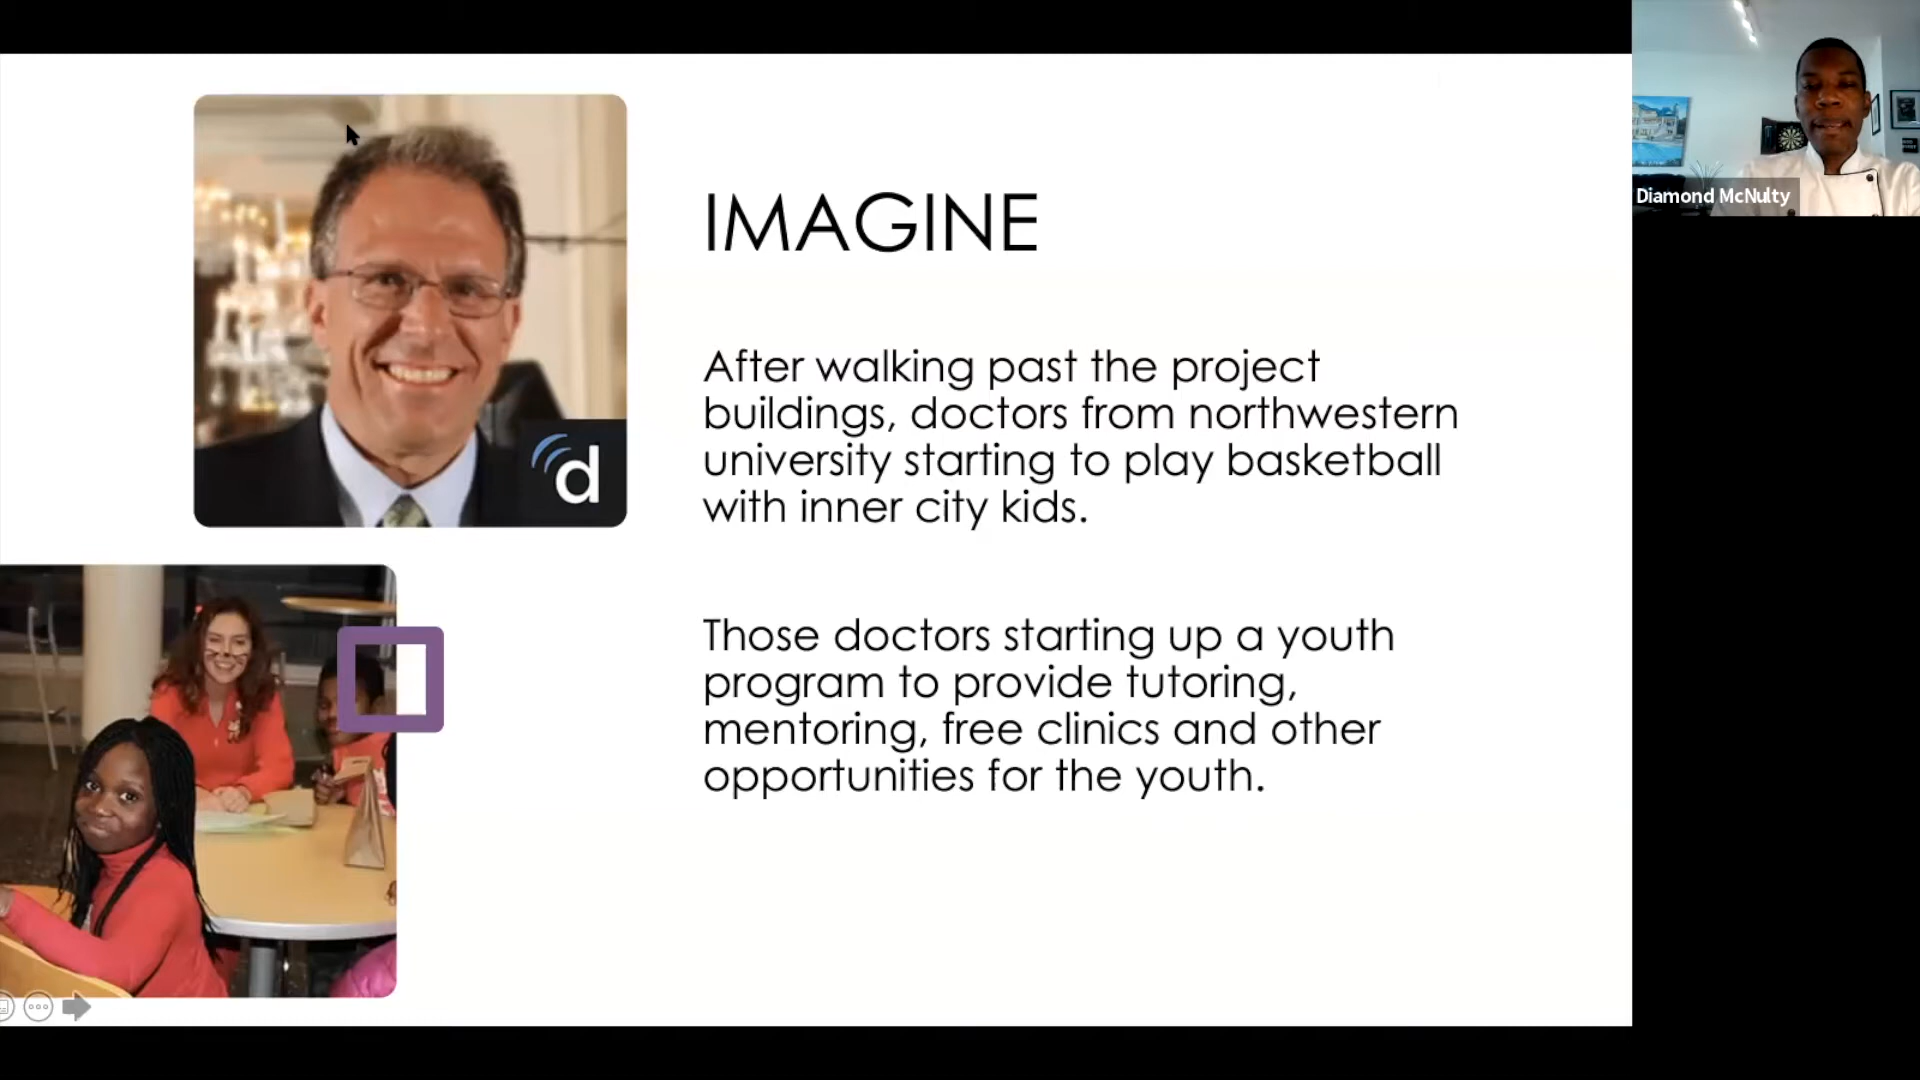 IMAGINE
After walking past the project
buildings, doctors from northwestern
university starting to play basketball
with inner city kids.
Those doctors starting up a youth
program to provide tutoring,
mentoring, free clinics and other
opportunities for the youth.
d
Diamond McNulty